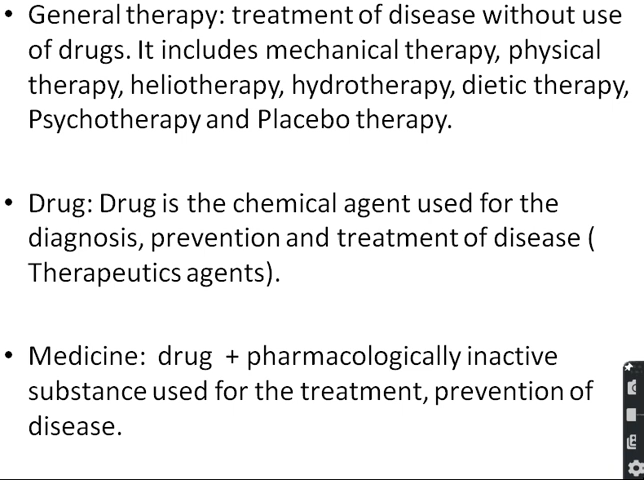 • General therapy: treatment of disease without use
of drugs. It includes mechanical therapy, physical
therapy, heliotherapy, hydrotherapy, dietic therapy,
Psychotherapy and Placebo therapy.
• Drug: Drug is the chemical agent used for the
diagnosis, prevention and treatment of disease (
Therapeutics agents).
• Medicine:  drug  + pharmacologically inactive
substance used for the treatment, prevention of
disease.